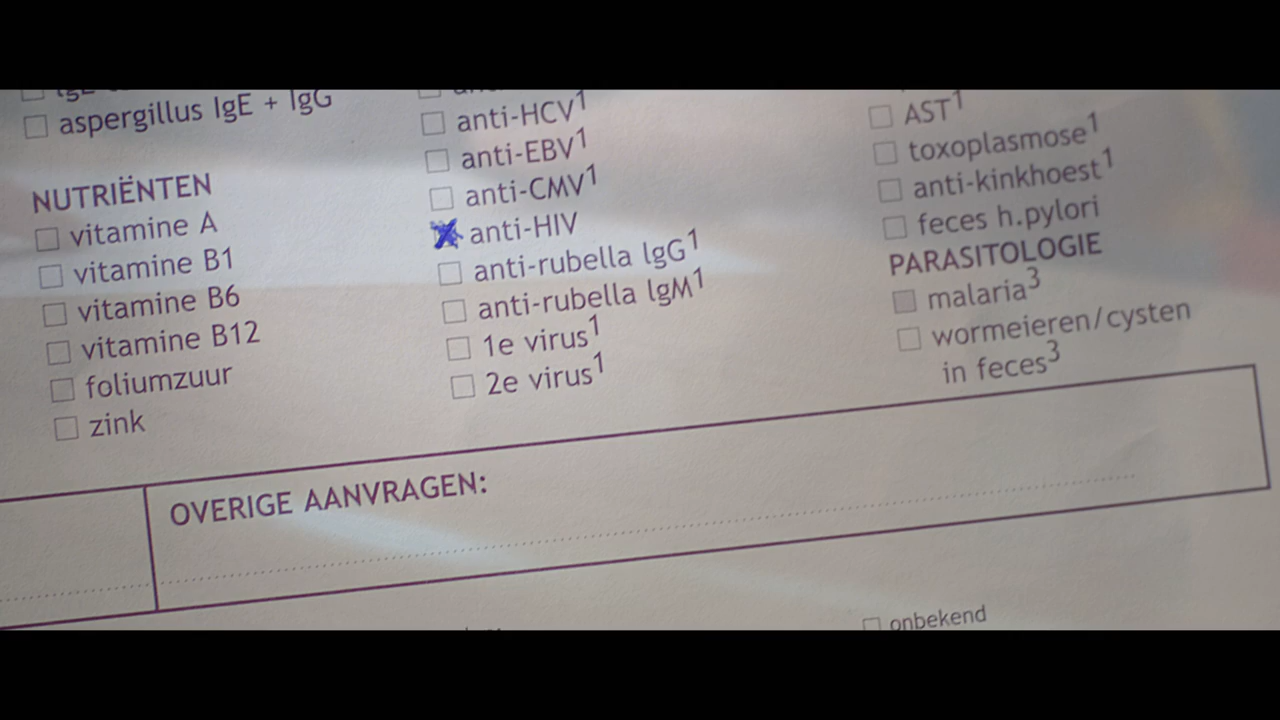 aspergillus IgE + IgG
NUTRIËNTEN
vitamine A
vitamine B1
vitamine B6
vitamine B12
foliumzuur
zink
anti-HCV¹
anti-EBV¹
anti-CMV¹
anti-HIV
anti-rubella lgG¹
anti-rubella lgM¹
1e virus¹
2e virus¹
AST¹
toxoplasmose¹
anti-kinkhoest¹
feces h.pylori
PARASITOLOGIE
malaria³
wormeieren/cysten
in feces³
OVERIGE AANVRAGEN:
onbekend